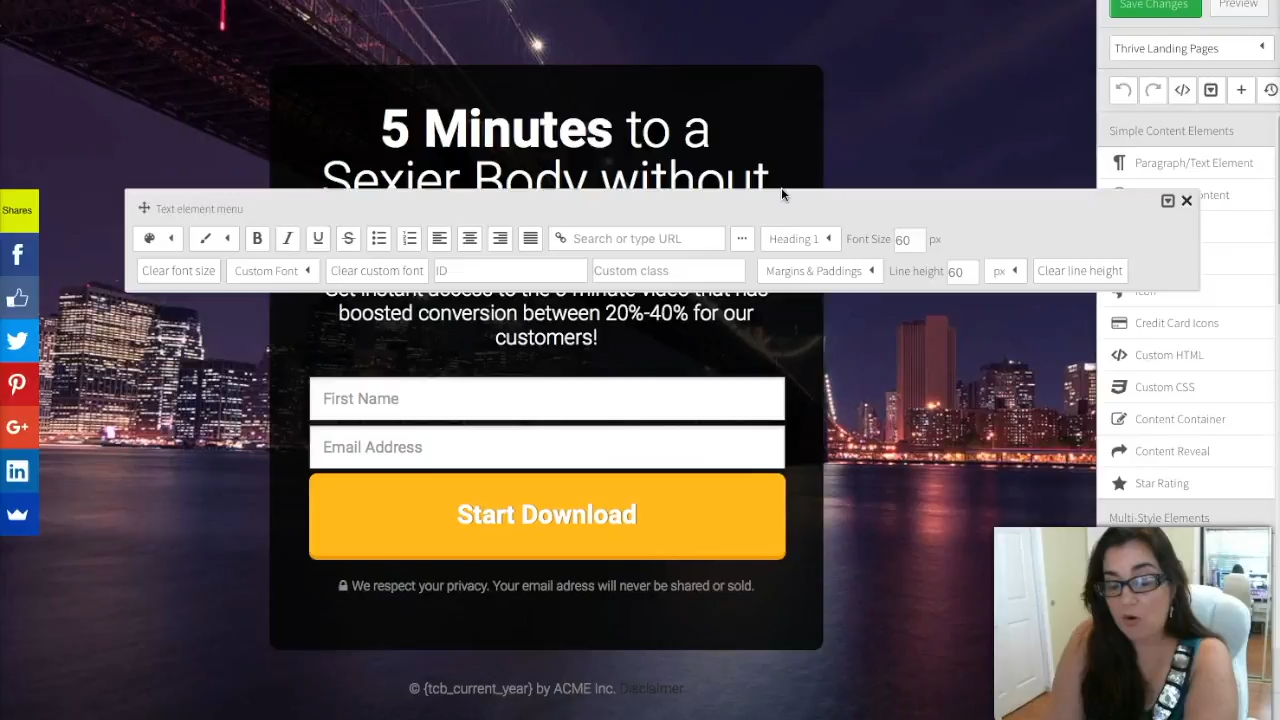 Save Changes
Preview
Thrive Landing Pages
Simple Content Elements
Paragraph/Text Element
5 Minutes to a
Sexier Body without
Shares
Text element menu
B I U S
Search or type URL
Heading 1
Font Size
60
px
Clear font size
Custom Font
Clear custom font
ID
Custom class
Margins & Paddings
Line height
60
px
Clear line height
boosted conversion between 20%-40% for our
customers!
First Name
Email Address
Start Download
We respect your privacy. Your email adress will never be shared or sold.
© {tcb_current_year} by ACME Inc. Disclaimer
Credit Card Icons
Custom HTML
Custom CSS
Content Container
Content Reveal
Star Rating
Multi-Style Elements